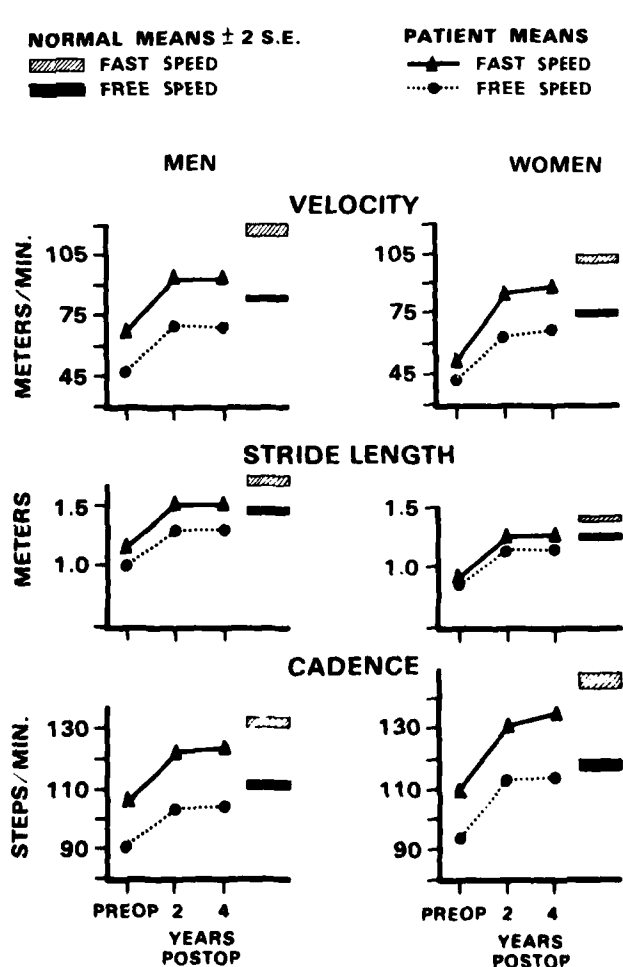 NORMAL MEANS ± 2 S.E.
FAST SPEED
FREE SPEED
PATIENT MEANS
FAST SPEED
FREE SPEED
MEN
WOMEN
VELOCITY
METERS/MIN.
105
75
45
105
75
45
STRIDE LENGTH
METERS
1.5
1.0
1.5
1.0
CADENCE
STEPS/MIN.
130
110
90
130
110
90
PREOP 2 4
YEARS
POSTOP
PREOP 2 4
YEARS
POSTOP